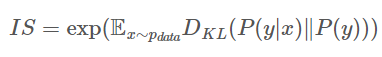 IS = exp(𝔼_{x∼p_{data}} D_{KL}(P(y|x)‖P(y)))